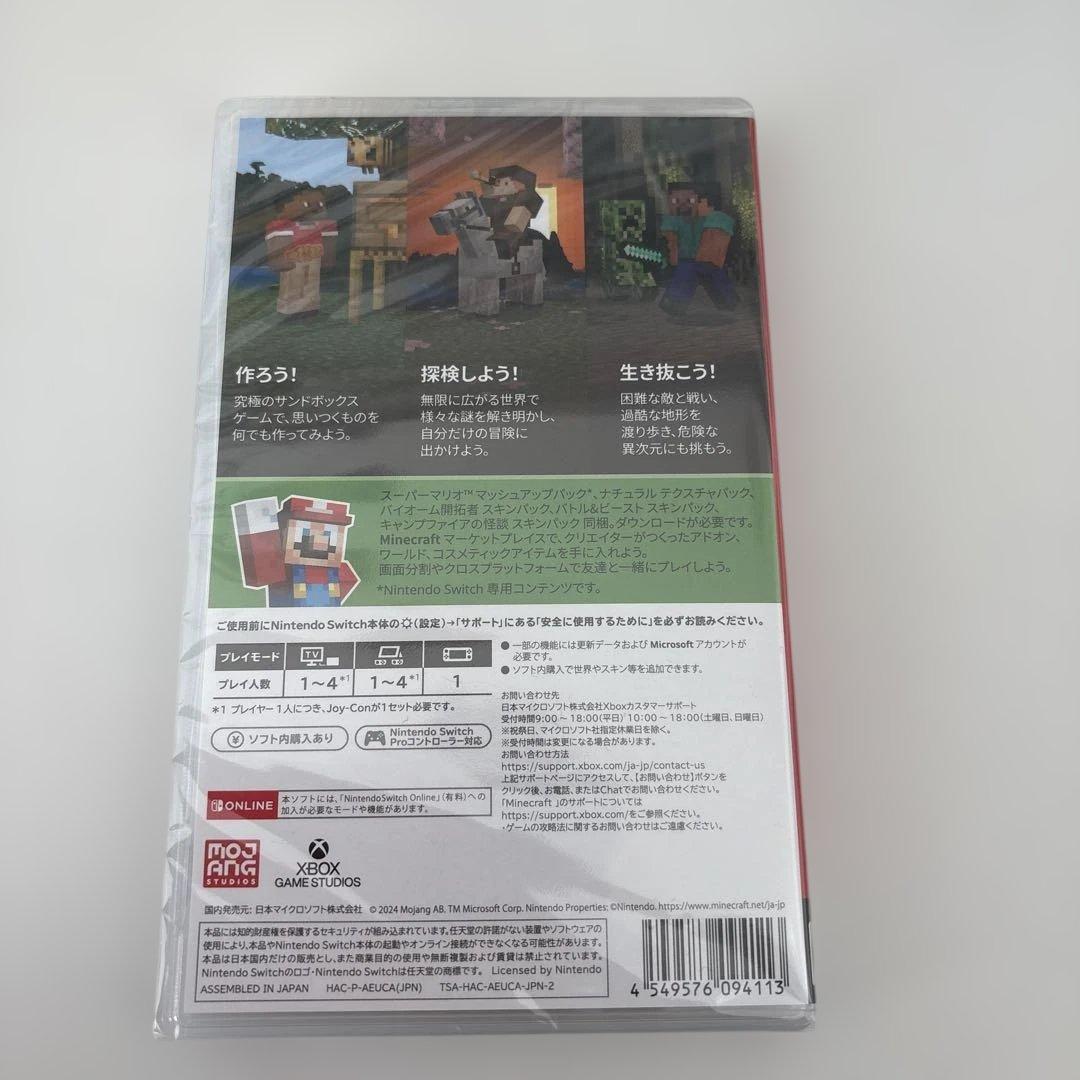 作ろう!
究極のサンドボックス
ゲームで、思いつくものを
何でも作ってみよう。
探検しよう!
無限に広がる世界で
様々な謎を解き明かし、
自分だけの冒険に
出かけよう。
生き抜こう!
困難な敵と戦い、
過酷な地形を
渡り歩き、危険な
異次元にも挑もう。
スーパーマリオ™ マッシュアップパック*、ナチュラル テクスチャパック、
バイオーム開拓者 スキンパック、バトル&ビースト スキンパック、
キャンプファイアの怪談 スキンパック 同梱。ダウンロードが必要です。
Minecraft マーケットプレイスで、クリエイターがつくったアドオン、
ワールド、コスメティックアイテムを手に入れよう。
画面分割やクロスプラットフォームで友達と一緒にプレイしよう。
*Nintendo Switch 専用コンテンツです。
ご使用前にNintendo Switch本体の(設定)→「サポート」にある「安全に使用するために」を必ずお読みください。
プレイモード TV
プレイ人数 1~4*1 1~4*1 1
*1 プレイヤー1人につき、Joy-Conが1セット必要です。
¥ ソフト内購入あり
Nintendo Switch
Proコントローラー対応
●一部の機能には更新データおよび Microsoft アカウントが
必要です。
●ソフト内購入で世界やスキン等を追加できます。
お問い合わせ先
日本マイクロソフト株式会社Xboxカスタマーサポート
受付時間9:00~18:00(平日) 10:00~18:00(土曜日、日曜日)
※祝祭日、マイクロソフト社指定休業日を除く。
※受付時間は変更になる場合があります。
お問い合わせ方法
https://support.xbox.com/ja-jp/contact-us
上記サポートページにアクセスして、【お問い合わせ】ボタンを
クリック後、お電話、またはChatでお問い合わせください。
「Minecraft 」のサポートについては
https://support.xbox.com/をご参照ください。
・ゲームの攻略法に関するお問い合わせはご遠慮ください。
ONLINE
本ソフトには、「NintendoSwitch Online」(有料)への
加入が必要なモードや機能があります。
MOJ
ANG
STUDIOS
XBOX
GAME STUDIOS
国内発売元: 日本マイクロソフト株式会社 © 2024 Mojang AB. TM Microsoft Corp. Nintendo Properties: ©Nintendo. https://www.minecraft.net/ja-jp
本品には知的財産権を保護するセキュリティが組み込まれています。任天堂の許諾がない装置やソフトウェアの
使用により、本品やNintendo Switch本体の起動やオンライン接続ができなくなる可能性があります。
本品は日本国内だけの販売とし、また商業目的の使用や無断複製および賃貸は禁止されています。
Nintendo Switchのロゴ・Nintendo Switchは任天堂の商標です。 Licensed by Nintendo
ASSEMBLED IN JAPAN HAC-P-AEUCA(JPN) TSA-HAC-AEUCA-JPN-2
4 549576 094113